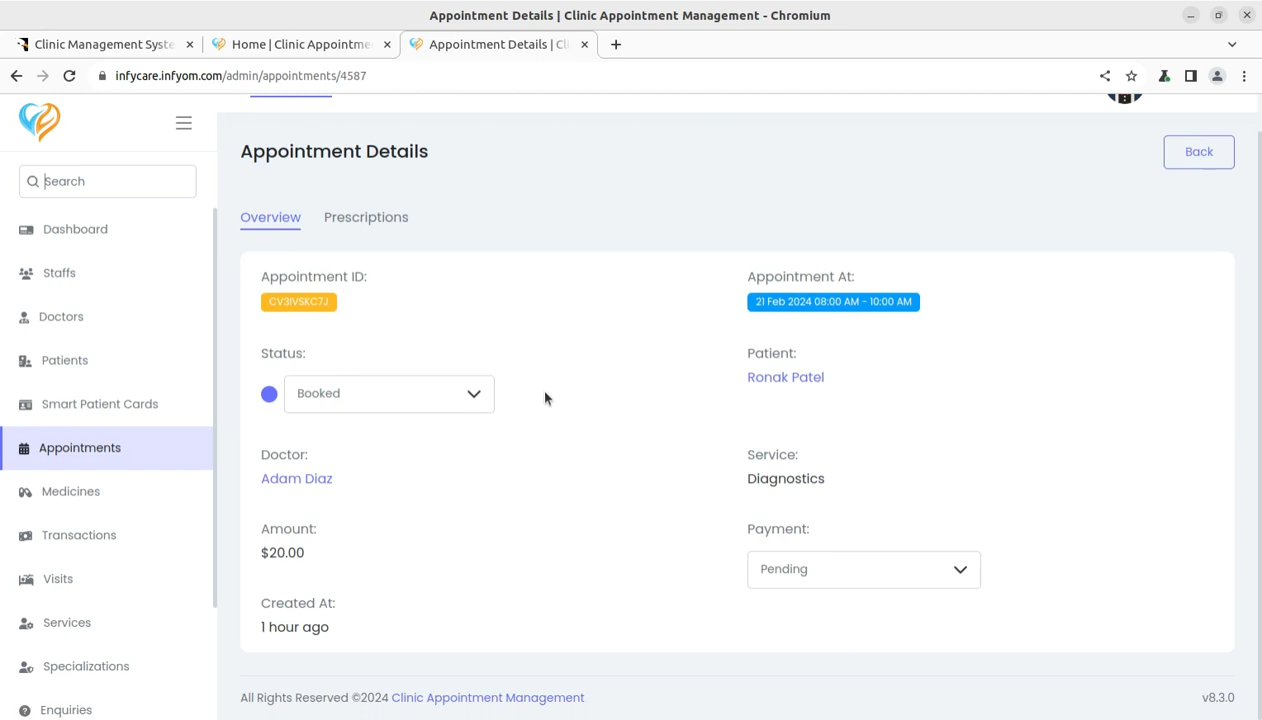 Appointment Details | Clinic Appointment Management - Chromium
Clinic Management Syste
Home | Clinic Appointme
Appointment Details | Cli
infycare.infyom.com/admin/appointments/4587
Search
Dashboard
Staffs
Doctors
Patients
Smart Patient Cards
Appointments
Medicines
Transactions
Visits
Services
Specializations
Enquiries
Appointment Details
Back
Overview
Prescriptions
Appointment ID:
CV3IVSKC7J
Appointment At:
21 Feb 2024 08:00 AM - 10:00 AM
Status:
Booked
Patient:
Ronak Patel
Doctor:
Adam Diaz
Service:
Diagnostics
Amount:
$20.00
Payment:
Pending
Created At:
1 hour ago
All Rights Reserved ©2024 Clinic Appointment Management
v8.3.0